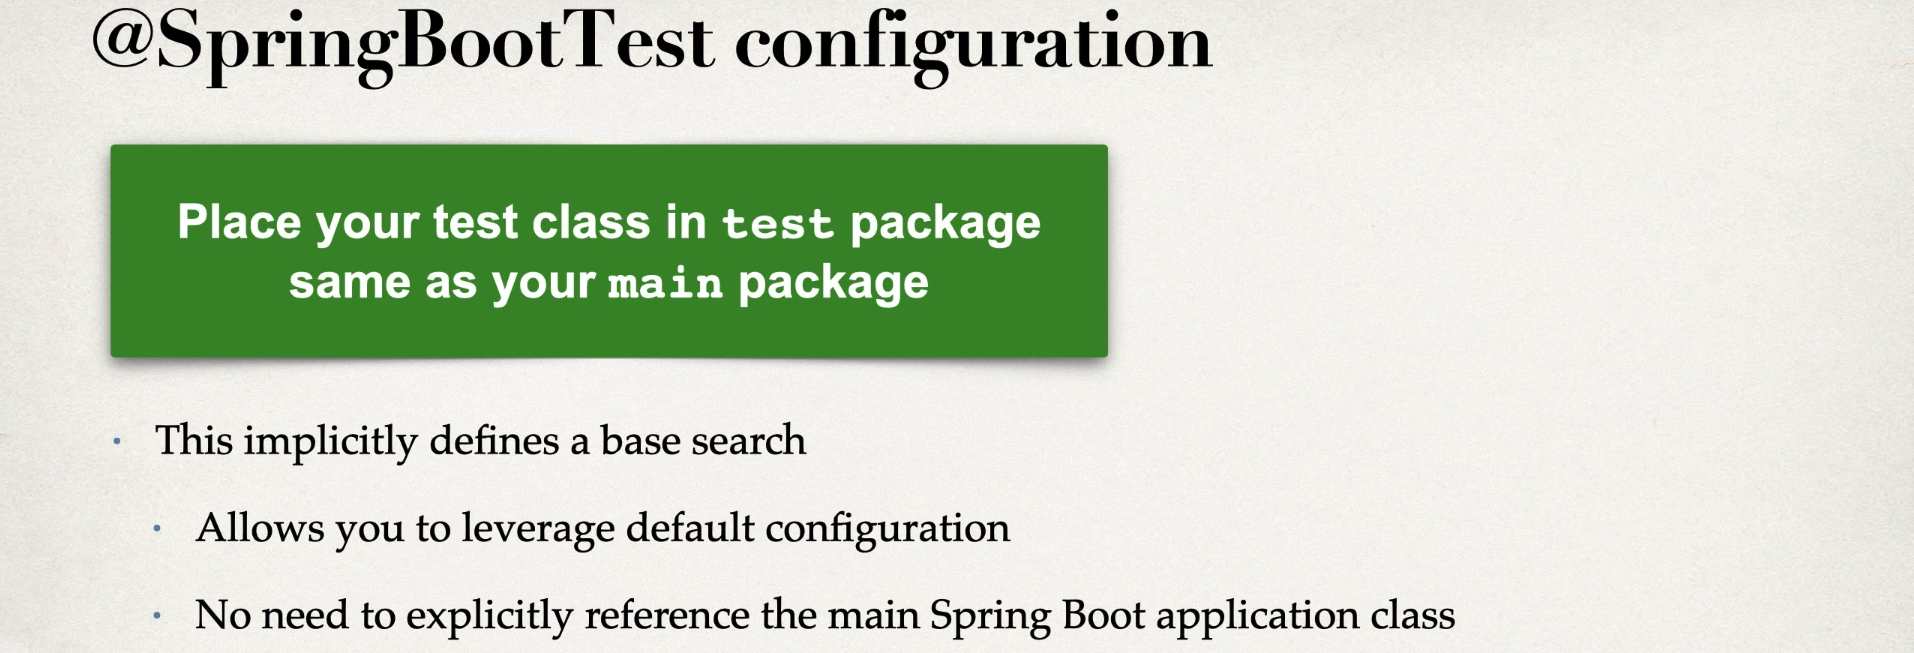 @SpringBootTest configuration
Place your test class in test package
same as your main package
• This implicitly defines a base search
• Allows you to leverage default configuration
• No need to explicitly reference the main Spring Boot application class